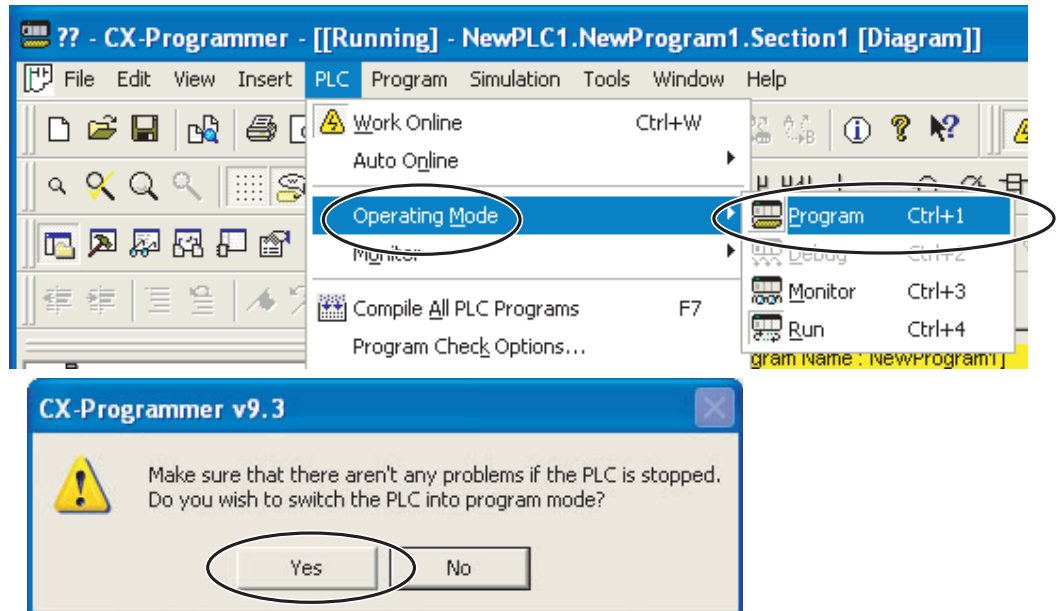 ?? - CX-Programmer - [[Running] - NewPLC1.NewProgram1.Section1 [Diagram]]
File Edit View Insert PLC Program Simulation Tools Window Help
Work Online Ctrl+W
Auto Online
Operating Mode
Monitor
Compile All PLC Programs F7
Program Check Options...
Program Ctrl+1
Debug Ctrl+2
Monitor Ctrl+3
Run Ctrl+4
gram Name : NewProgram1]
CX-Programmer v9.3
Make sure that there aren't any problems if the PLC is stopped.
Do you wish to switch the PLC into program mode?
Yes No